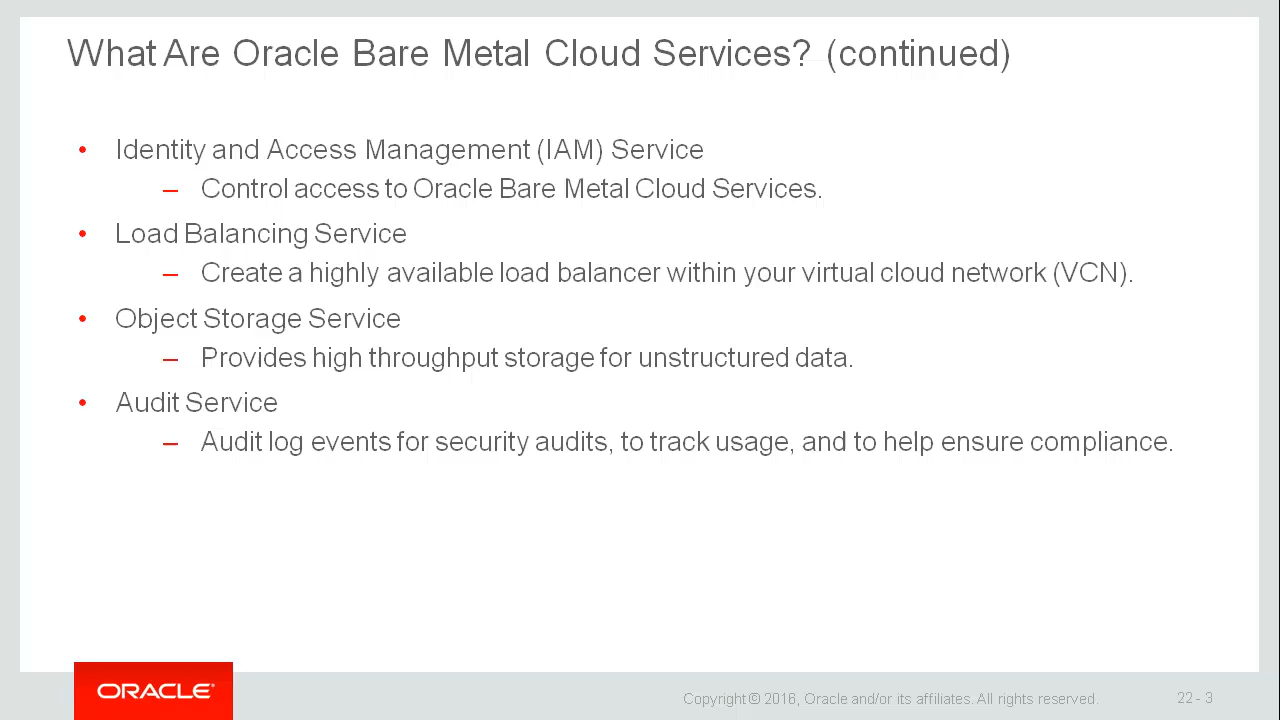 What Are Oracle Bare Metal Cloud Services? (continued)
• Identity and Access Management (IAM) Service
– Control access to Oracle Bare Metal Cloud Services.
• Load Balancing Service
– Create a highly available load balancer within your virtual cloud network (VCN).
• Object Storage Service
– Provides high throughput storage for unstructured data.
• Audit Service
– Audit log events for security audits, to track usage, and to help ensure compliance.
ORACLE®
Copyright © 2016, Oracle and/or its affiliates. All rights reserved.
22 - 3